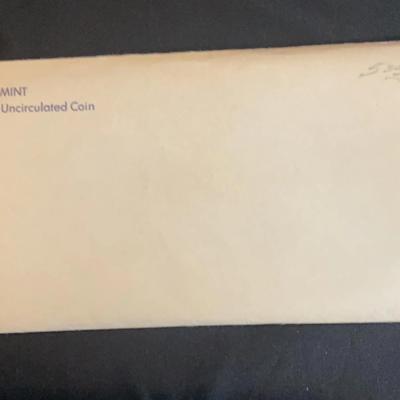 MINT
Uncirculated Coin